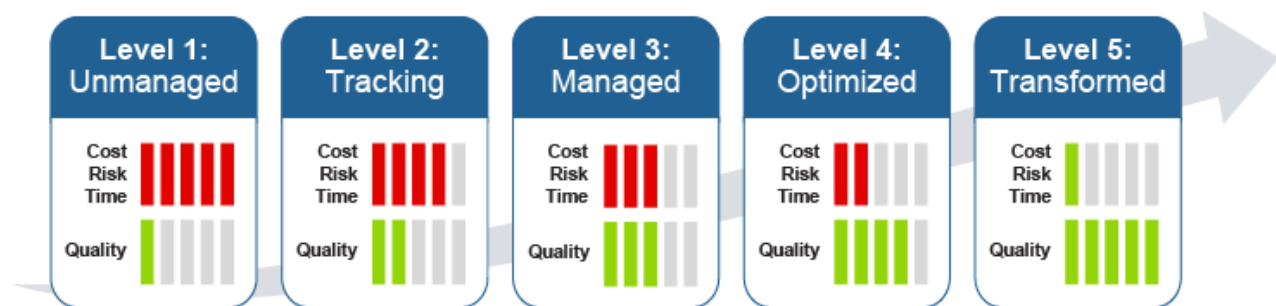 Level 1:
Unmanaged
Cost
Risk
Time
Quality
Level 2:
Tracking
Cost
Risk
Time
Quality
Level 3:
Managed
Cost
Risk
Time
Quality
Level 4:
Optimized
Cost
Risk
Time
Quality
Level 5:
Transformed
Cost
Risk
Time
Quality